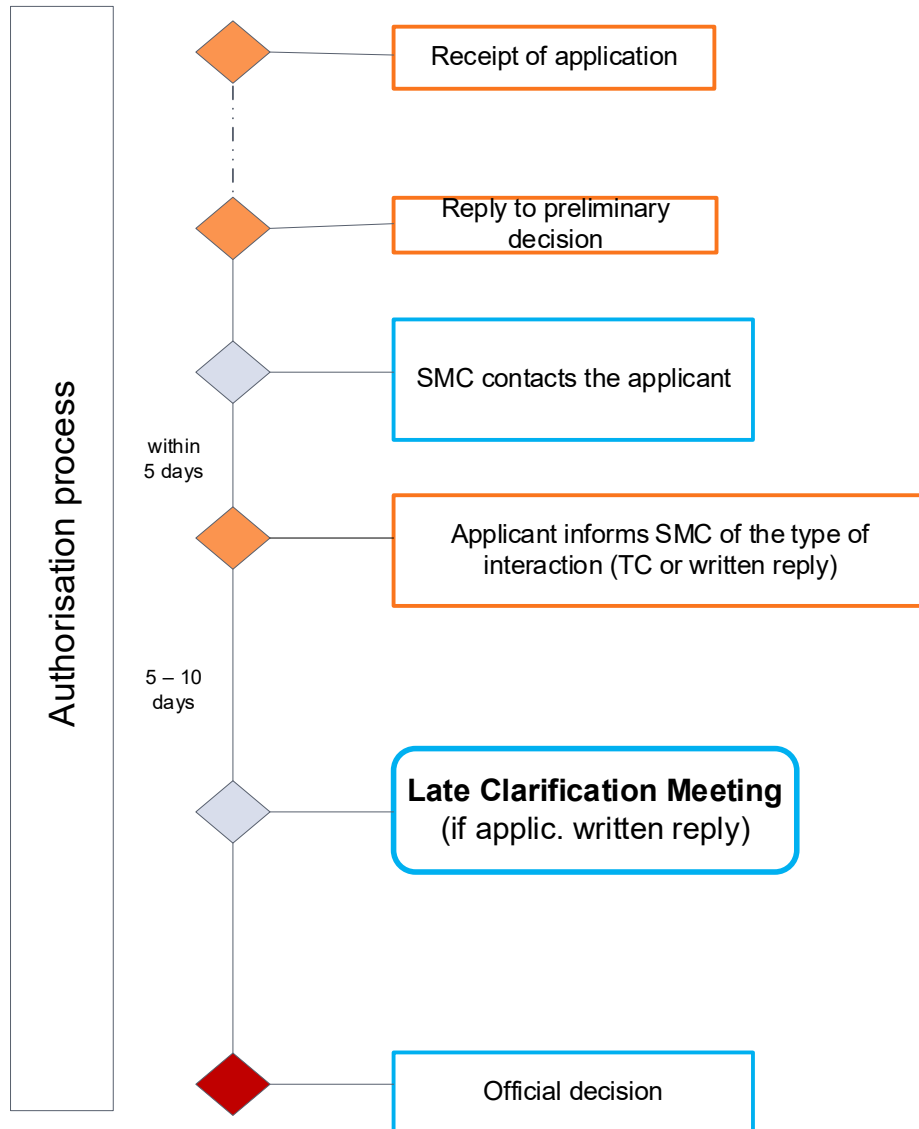 Authorisation process
Receipt of application
Reply to preliminary
decision
SMC contacts the applicant
within
5 days
Applicant informs SMC of the type of
interaction (TC or written reply)
5 – 10
days
Late Clarification Meeting
(if applic. written reply)
Official decision